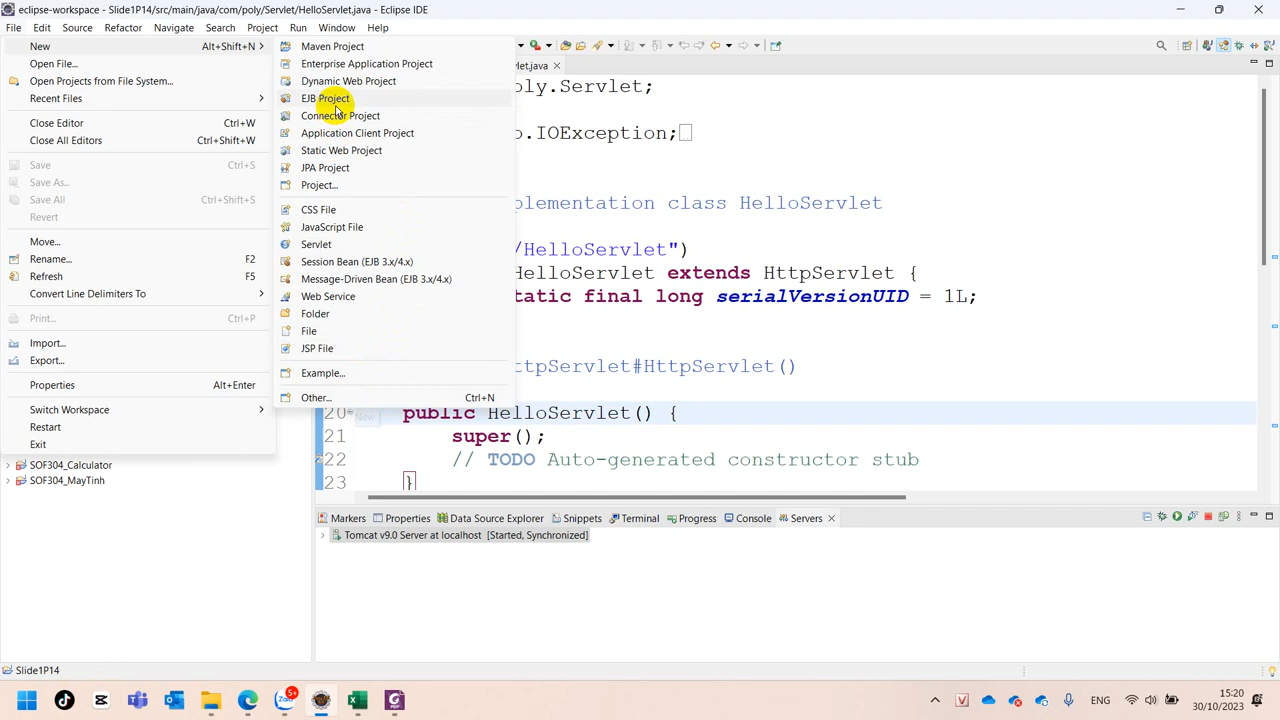 eclipse-workspace - Slide1P14/src/main/java/com/poly/Servlet/HelloServlet.java - Eclipse IDE
File Edit Source Refactor Navigate Search Project Run Window Help
New Alt+Shift+N
Open File...
Open Projects from File System...
Recent Files
Close Editor Ctrl+W
Close All Editors Ctrl+Shift+W
Save Ctrl+S
Save As...
Save All Ctrl+Shift+S
Revert
Move...
Rename... F2
Refresh F5
Convert Line Delimiters To
Print... Ctrl+P
Import...
Export...
Properties Alt+Enter
Switch Workspace
Restart
Exit
Maven Project
Enterprise Application Project
Dynamic Web Project
EJB Project
Connector Project
Application Client Project
Static Web Project
JPA Project
Project...
CSS File
JavaScript File
Servlet
Session Bean (EJB 3.x/4.x)
Message-Driven Bean (EJB 3.x/4.x)
Web Service
Folder
File
JSP File
Example...
Other... Ctrl+N
SOF304_Calculator
SOF304_MayTinh
let.java
oly.Servlet;
o.IOException;
plementation class HelloServlet
/HelloServlet")
HelloServlet extends HttpServlet {
tatic final long serialVersionUID = 1L;
ttpServlet#HttpServlet()
20 public HelloServlet() {
New
21 super();
22 // TODO Auto-generated constructor stub
23 }
Markers Properties Data Source Explorer Snippets Terminal Progress Console Servers
Tomcat v9.0 Server at localhost [Started, Synchronized]
Slide1P14
Zalo 5+
PDF
V
ENG
15:20
30/10/2023